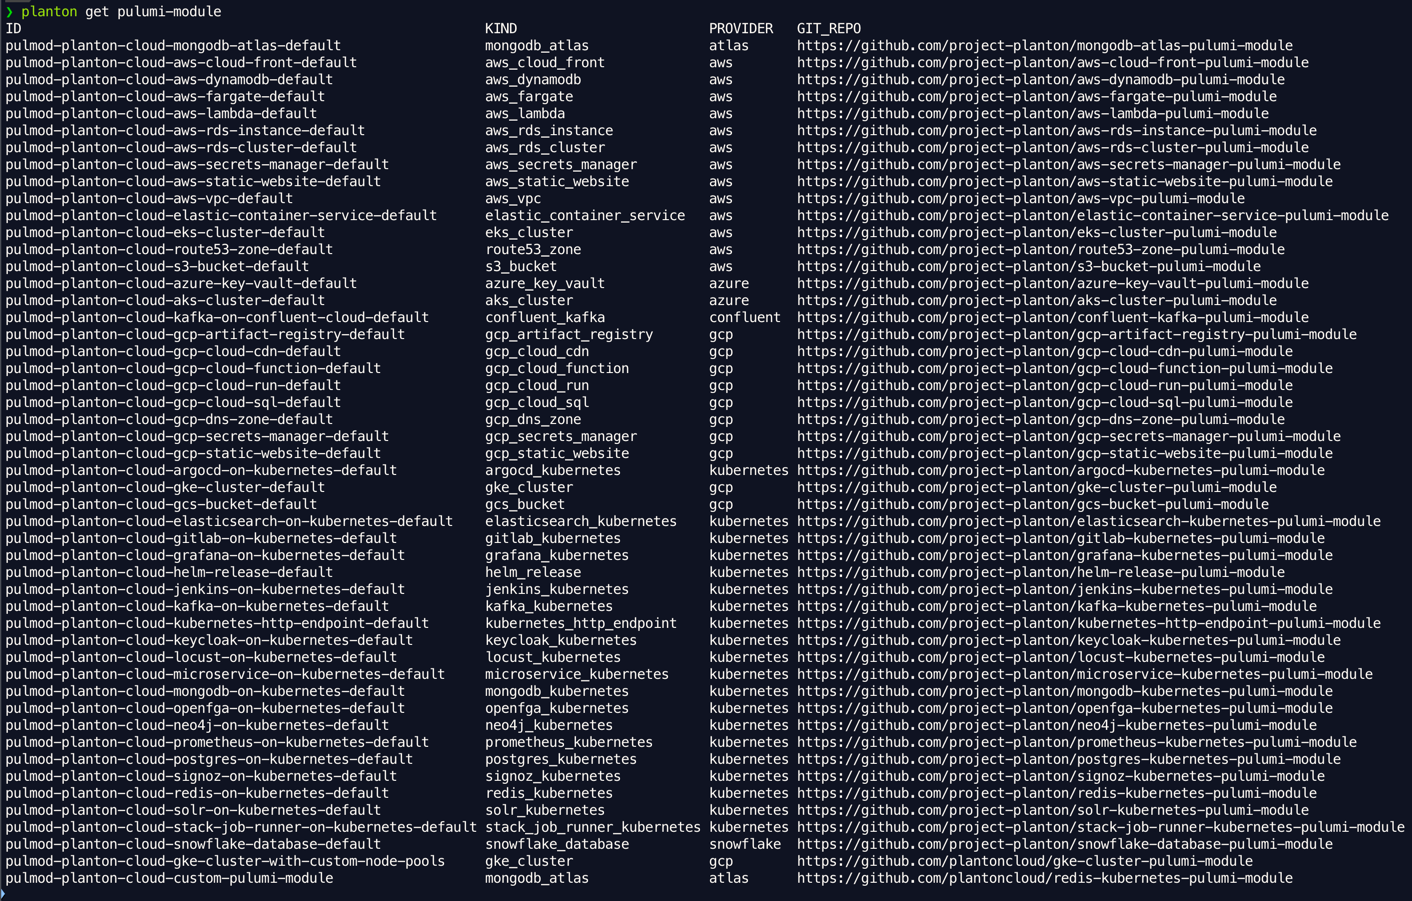 ❯ planton get pulumi-module
ID KIND PROVIDER GIT_REPO
pulmod-planton-cloud-mongodb-atlas-default mongodb_atlas atlas https://github.com/project-planton/mongodb-atlas-pulumi-module
pulmod-planton-cloud-aws-cloud-front-default aws_cloud_front aws https://github.com/project-planton/aws-cloud-front-pulumi-module
pulmod-planton-cloud-aws-dynamodb-default aws_dynamodb aws https://github.com/project-planton/aws-dynamodb-pulumi-module
pulmod-planton-cloud-aws-fargate-default aws_fargate aws https://github.com/project-planton/aws-fargate-pulumi-module
pulmod-planton-cloud-aws-lambda-default aws_lambda aws https://github.com/project-planton/aws-lambda-pulumi-module
pulmod-planton-cloud-aws-rds-instance-default aws_rds_instance aws https://github.com/project-planton/aws-rds-instance-pulumi-module
pulmod-planton-cloud-aws-rds-cluster-default aws_rds_cluster aws https://github.com/project-planton/aws-rds-cluster-pulumi-module
pulmod-planton-cloud-aws-secrets-manager-default aws_secrets_manager aws https://github.com/project-planton/aws-secrets-manager-pulumi-module
pulmod-planton-cloud-aws-static-website-default aws_static_website aws https://github.com/project-planton/aws-static-website-pulumi-module
pulmod-planton-cloud-aws-vpc-default aws_vpc aws https://github.com/project-planton/aws-vpc-pulumi-module
pulmod-planton-cloud-elastic-container-service-default elastic_container_service aws https://github.com/project-planton/elastic-container-service-pulumi-module
pulmod-planton-cloud-eks-cluster-default eks_cluster aws https://github.com/project-planton/eks-cluster-pulumi-module
pulmod-planton-cloud-route53-zone-default route53_zone aws https://github.com/project-planton/route53-zone-pulumi-module
pulmod-planton-cloud-s3-bucket-default s3_bucket aws https://github.com/project-planton/s3-bucket-pulumi-module
pulmod-planton-cloud-azure-key-vault-default azure_key_vault azure https://github.com/project-planton/azure-key-vault-pulumi-module
pulmod-planton-cloud-aks-cluster-default aks_cluster azure https://github.com/project-planton/aks-cluster-pulumi-module
pulmod-planton-cloud-kafka-on-confluent-cloud-default confluent_kafka confluent https://github.com/project-planton/confluent-kafka-pulumi-module
pulmod-planton-cloud-gcp-artifact-registry-default gcp_artifact_registry gcp https://github.com/project-planton/gcp-artifact-registry-pulumi-module
pulmod-planton-cloud-gcp-cloud-cdn-default gcp_cloud_cdn gcp https://github.com/project-planton/gcp-cloud-cdn-pulumi-module
pulmod-planton-cloud-gcp-cloud-function-default gcp_cloud_function gcp https://github.com/project-planton/gcp-cloud-function-pulumi-module
pulmod-planton-cloud-gcp-cloud-run-default gcp_cloud_run gcp https://github.com/project-planton/gcp-cloud-run-pulumi-module
pulmod-planton-cloud-gcp-cloud-sql-default gcp_cloud_sql gcp https://github.com/project-planton/gcp-cloud-sql-pulumi-module
pulmod-planton-cloud-gcp-dns-zone-default gcp_dns_zone gcp https://github.com/project-planton/gcp-dns-zone-pulumi-module
pulmod-planton-cloud-gcp-secrets-manager-default gcp_secrets_manager gcp https://github.com/project-planton/gcp-secrets-manager-pulumi-module
pulmod-planton-cloud-gcp-static-website-default gcp_static_website gcp https://github.com/project-planton/gcp-static-website-pulumi-module
pulmod-planton-cloud-argocd-on-kubernetes-default argocd_kubernetes kubernetes https://github.com/project-planton/argocd-kubernetes-pulumi-module
pulmod-planton-cloud-gke-cluster-default gke_cluster gcp https://github.com/project-planton/gke-cluster-pulumi-module
pulmod-planton-cloud-gcs-bucket-default gcs_bucket gcp https://github.com/project-planton/gcs-bucket-pulumi-module
pulmod-planton-cloud-elasticsearch-on-kubernetes-default elasticsearch_kubernetes kubernetes https://github.com/project-planton/elasticsearch-kubernetes-pulumi-module
pulmod-planton-cloud-gitlab-on-kubernetes-default gitlab_kubernetes kubernetes https://github.com/project-planton/gitlab-kubernetes-pulumi-module
pulmod-planton-cloud-grafana-on-kubernetes-default grafana_kubernetes kubernetes https://github.com/project-planton/grafana-kubernetes-pulumi-module
pulmod-planton-cloud-helm-release-default helm_release kubernetes https://github.com/project-planton/helm-release-pulumi-module
pulmod-planton-cloud-jenkins-on-kubernetes-default jenkins_kubernetes kubernetes https://github.com/project-planton/jenkins-kubernetes-pulumi-module
pulmod-planton-cloud-kafka-on-kubernetes-default kafka_kubernetes kubernetes https://github.com/project-planton/kafka-kubernetes-pulumi-module
pulmod-planton-cloud-kubernetes-http-endpoint-default kubernetes_http_endpoint kubernetes https://github.com/project-planton/kubernetes-http-endpoint-pulumi-module
pulmod-planton-cloud-keycloak-on-kubernetes-default keycloak_kubernetes kubernetes https://github.com/project-planton/keycloak-kubernetes-pulumi-module
pulmod-planton-cloud-locust-on-kubernetes-default locust_kubernetes kubernetes https://github.com/project-planton/locust-kubernetes-pulumi-module
pulmod-planton-cloud-microservice-on-kubernetes-default microservice_kubernetes kubernetes https://github.com/project-planton/microservice-kubernetes-pulumi-module
pulmod-planton-cloud-mongodb-on-kubernetes-default mongodb_kubernetes kubernetes https://github.com/project-planton/mongodb-kubernetes-pulumi-module
pulmod-planton-cloud-openfga-on-kubernetes-default openfga_kubernetes kubernetes https://github.com/project-planton/openfga-kubernetes-pulumi-module
pulmod-planton-cloud-neo4j-on-kubernetes-default neo4j_kubernetes kubernetes https://github.com/project-planton/neo4j-kubernetes-pulumi-module
pulmod-planton-cloud-prometheus-on-kubernetes-default prometheus_kubernetes kubernetes https://github.com/project-planton/prometheus-kubernetes-pulumi-module
pulmod-planton-cloud-postgres-on-kubernetes-default postgres_kubernetes kubernetes https://github.com/project-planton/postgres-kubernetes-pulumi-module
pulmod-planton-cloud-signoz-on-kubernetes-default signoz_kubernetes kubernetes https://github.com/project-planton/signoz-kubernetes-pulumi-module
pulmod-planton-cloud-redis-on-kubernetes-default redis_kubernetes kubernetes https://github.com/project-planton/redis-kubernetes-pulumi-module
pulmod-planton-cloud-solr-on-kubernetes-default solr_kubernetes kubernetes https://github.com/project-planton/solr-kubernetes-pulumi-module
pulmod-planton-cloud-stack-job-runner-on-kubernetes-default stack_job_runner_kubernetes kubernetes https://github.com/project-planton/stack-job-runner-kubernetes-pulumi-module
pulmod-planton-cloud-snowflake-database-default snowflake_database snowflake https://github.com/project-planton/snowflake-database-pulumi-module
pulmod-planton-cloud-gke-cluster-with-custom-node-pools gke_cluster gcp https://github.com/plantoncloud/gke-cluster-pulumi-module
pulmod-planton-cloud-custom-pulumi-module mongodb_atlas atlas https://github.com/plantoncloud/redis-kubernetes-pulumi-module